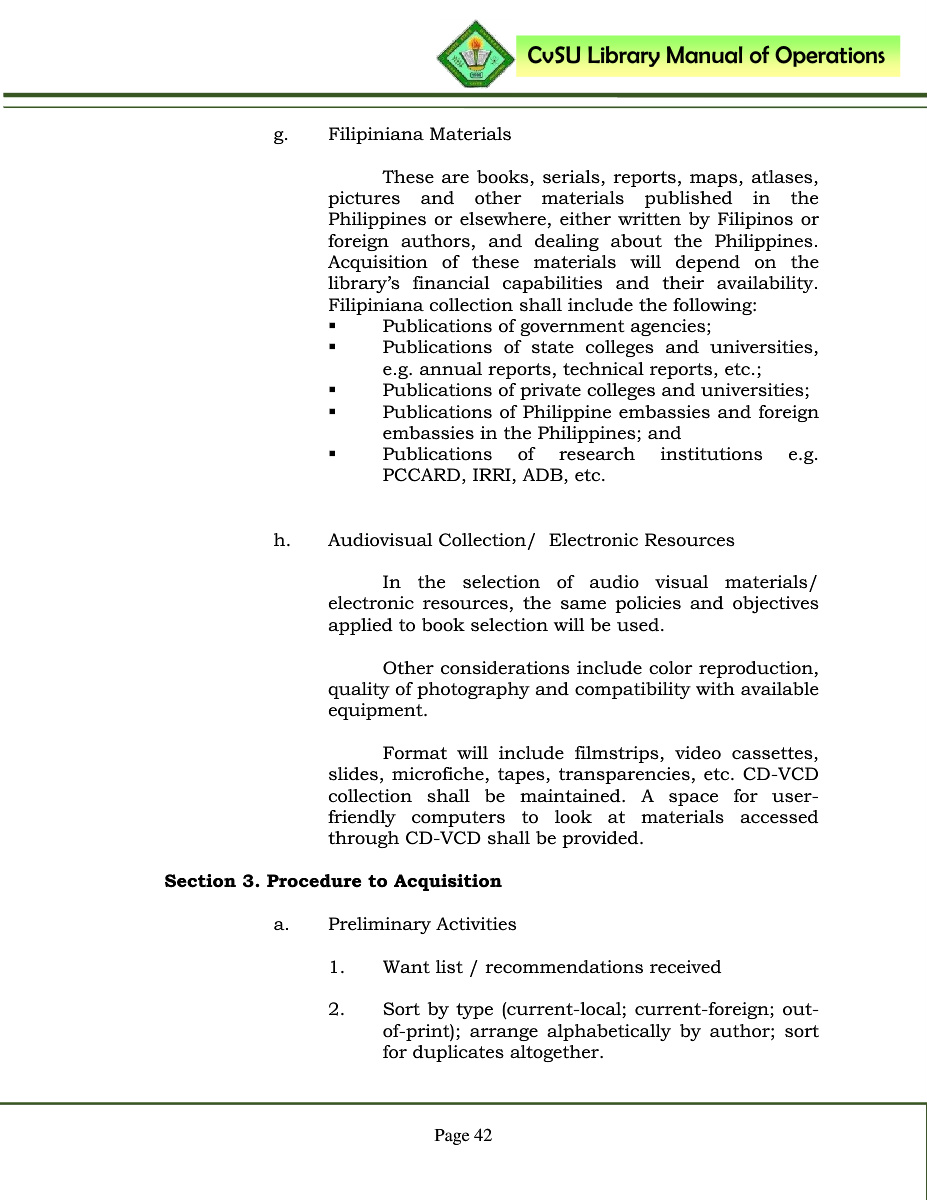 CvSU Library Manual of Operations
g. Filipiniana Materials
These are books, serials, reports, maps, atlases,
pictures and other materials published in the
Philippines or elsewhere, either written by Filipinos or
foreign authors, and dealing about the Philippines.
Acquisition of these materials will depend on the
library’s financial capabilities and their availability.
Filipiniana collection shall include the following:
▪ Publications of government agencies;
▪ Publications of state colleges and universities,
e.g. annual reports, technical reports, etc.;
▪ Publications of private colleges and universities;
▪ Publications of Philippine embassies and foreign
embassies in the Philippines; and
▪ Publications of research institutions e.g.
PCCARD, IRRI, ADB, etc.
h. Audiovisual Collection/ Electronic Resources
In the selection of audio visual materials/
electronic resources, the same policies and objectives
applied to book selection will be used.
Other considerations include color reproduction,
quality of photography and compatibility with available
equipment.
Format will include filmstrips, video cassettes,
slides, microfiche, tapes, transparencies, etc. CD-VCD
collection shall be maintained. A space for user-
friendly computers to look at materials accessed
through CD-VCD shall be provided.
Section 3. Procedure to Acquisition
a. Preliminary Activities
1. Want list / recommendations received
2. Sort by type (current-local; current-foreign; out-
of-print); arrange alphabetically by author; sort
for duplicates altogether.
Page 42